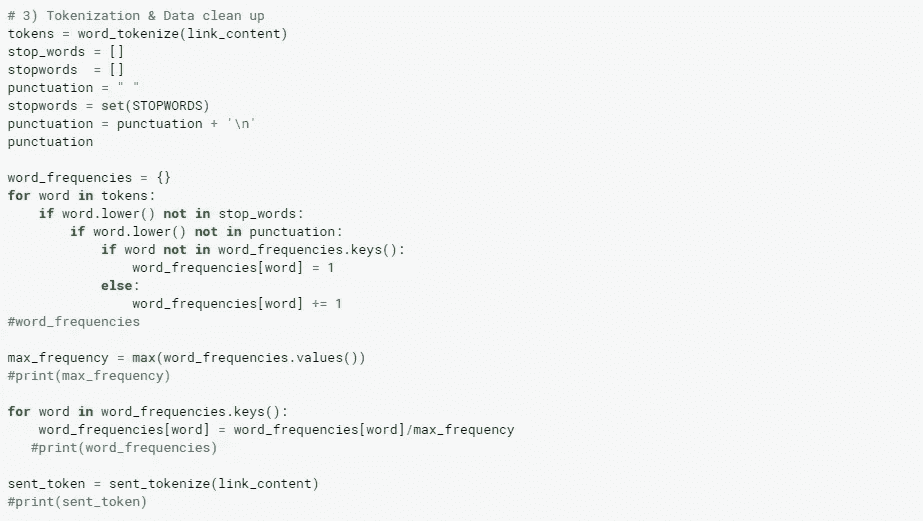 # 3) Tokenization & Data clean up
tokens = word_tokenize(link_content)
stop_words = []
stopwords  = []
punctuation = " "
stopwords = set(STOPWORDS)
punctuation = punctuation + '\n'
punctuation

word_frequencies = {}
for word in tokens:
    if word.lower() not in stop_words:
        if word.lower() not in punctuation:
            if word not in word_frequencies.keys():
                word_frequencies[word] = 1
            else:
                word_frequencies[word] += 1
#word_frequencies

max_frequency = max(word_frequencies.values())
#print(max_frequency)

for word in word_frequencies.keys():
    word_frequencies[word] = word_frequencies[word]/max_frequency
   #print(word_frequencies)

sent_token = sent_tokenize(link_content)
#print(sent_token)